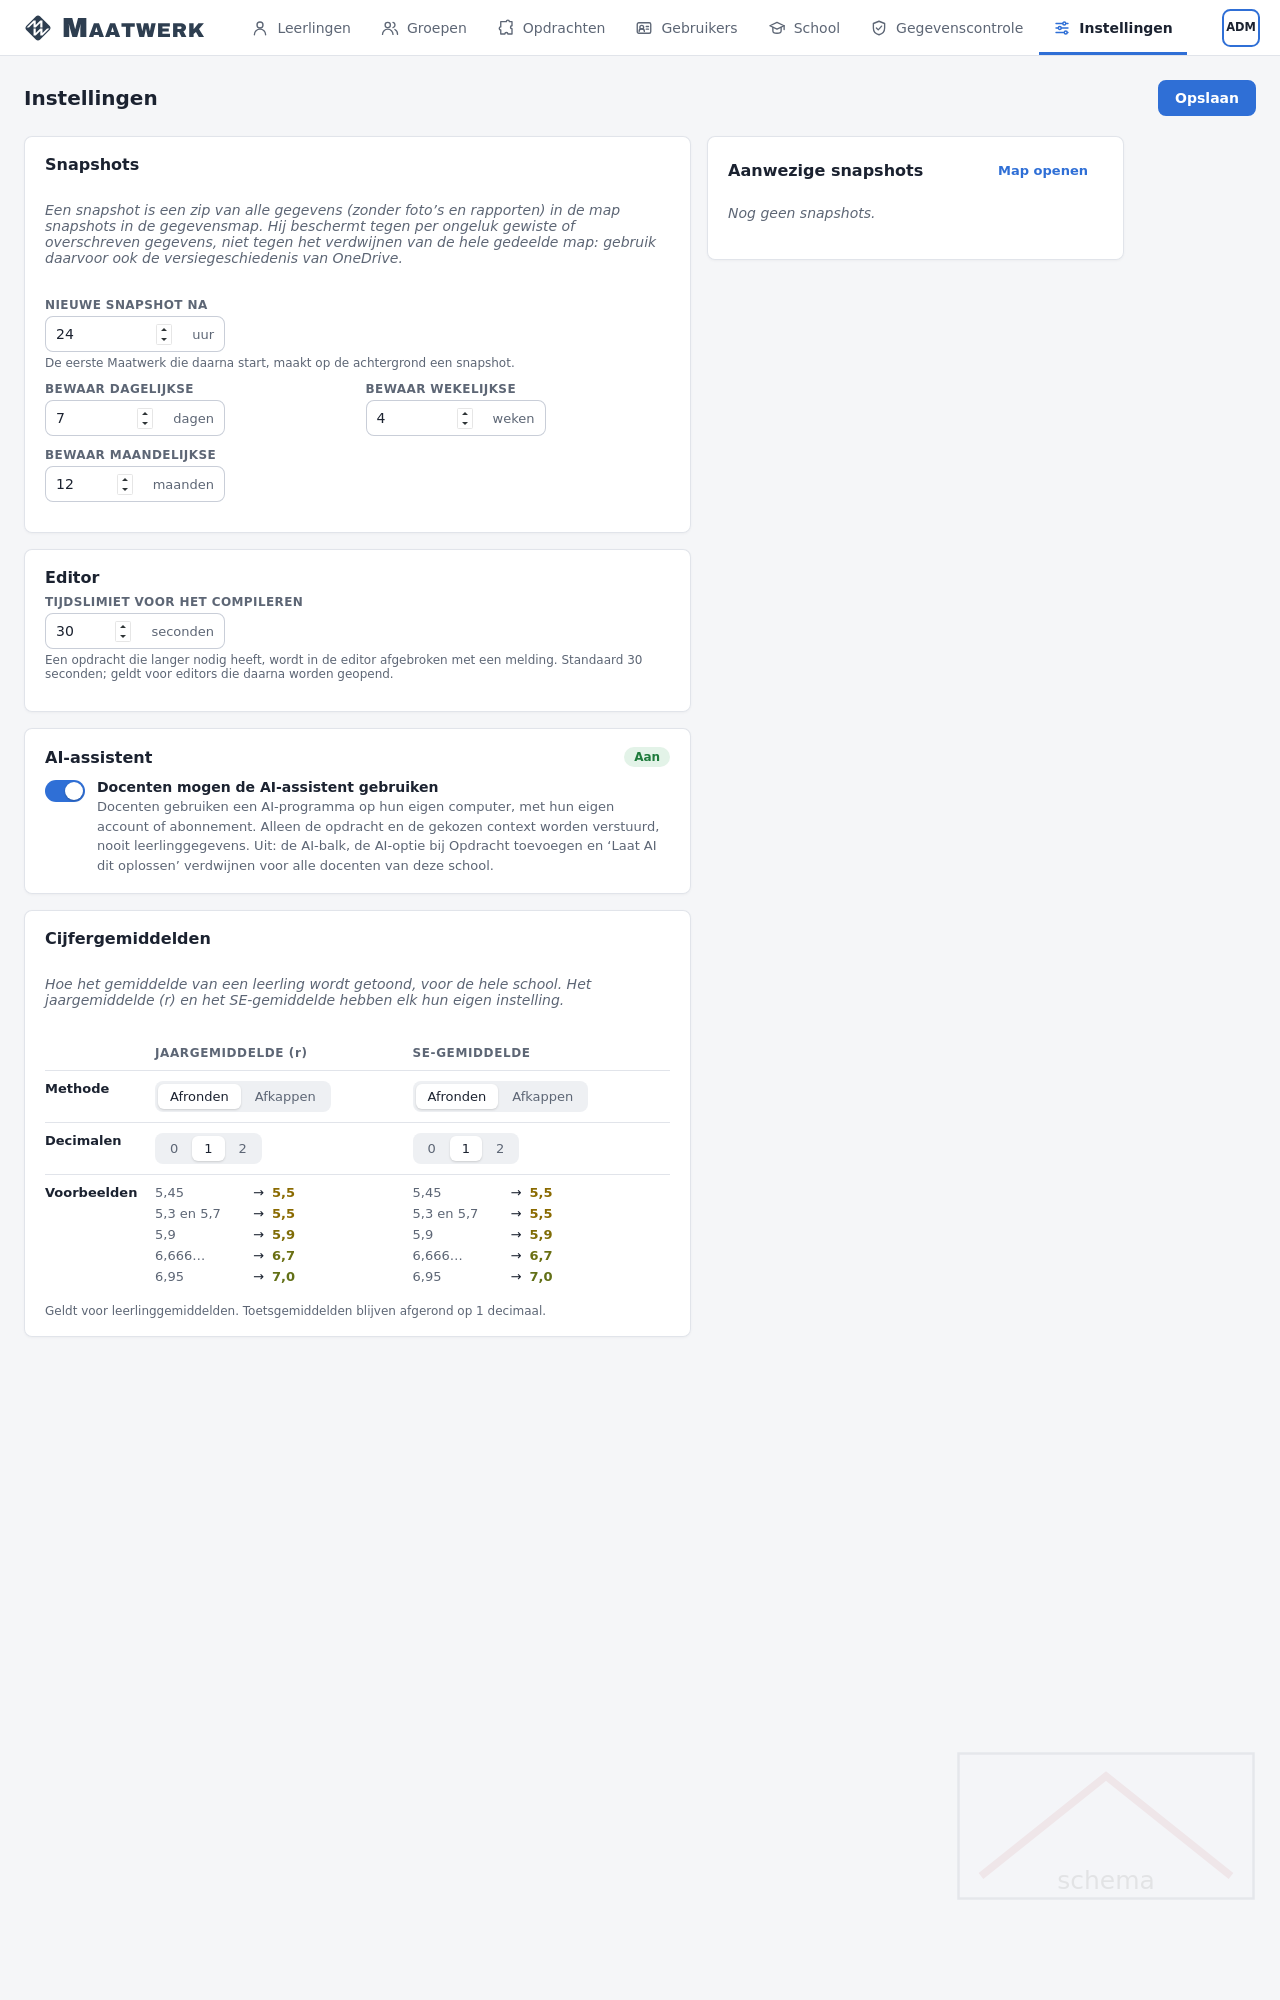 MAATWERK
Leerlingen
Groepen
Opdrachten
Gebruikers
School
Gegevenscontrole
Instellingen
ADM
Instellingen
Opslaan
Snapshots
Een snapshot is een zip van alle gegevens (zonder foto’s en rapporten) in de map
snapshots in de gegevensmap. Hij beschermt tegen per ongeluk gewiste of
overschreven gegevens, niet tegen het verdwijnen van de hele gedeelde map: gebruik
daarvoor ook de versiegeschiedenis van OneDrive.
NIEUWE SNAPSHOT NA
24 uur
De eerste Maatwerk die daarna start, maakt op de achtergrond een snapshot.
BEWAAR DAGELIJKSE
7 dagen
BEWAAR WEKELIJKSE
4 weken
BEWAAR MAANDELIJKSE
12 maanden
Aanwezige snapshots
Map openen
Nog geen snapshots.
Editor
TIJDSLIMIET VOOR HET COMPILEREN
30 seconden
Een opdracht die langer nodig heeft, wordt in de editor afgebroken met een melding. Standaard 30
seconden; geldt voor editors die daarna worden geopend.
AI-assistent
Aan
Docenten mogen de AI-assistent gebruiken
Docenten gebruiken een AI-programma op hun eigen computer, met hun eigen
account of abonnement. Alleen de opdracht en de gekozen context worden verstuurd,
nooit leerlinggegevens. Uit: de AI-balk, de AI-optie bij Opdracht toevoegen en ‘Laat AI
dit oplossen’ verdwijnen voor alle docenten van deze school.
Cijfergemiddelden
Hoe het gemiddelde van een leerling wordt getoond, voor de hele school. Het
jaargemiddelde (r) en het SE-gemiddelde hebben elk hun eigen instelling.
JAARGEMIDDELDE (r) SE-GEMIDDELDE
Methode Afronden Afkappen Afronden Afkappen
Decimalen 0 1 2 0 1 2
Voorbeelden 5,45 → 5,5 5,45 → 5,5
5,3 en 5,7 → 5,5 5,3 en 5,7 → 5,5
5,9 → 5,9 5,9 → 5,9
6,666… → 6,7 6,666… → 6,7
6,95 → 7,0 6,95 → 7,0
Geldt voor leerlinggemiddelden. Toetsgemiddelden blijven afgerond op 1 decimaal.
schema